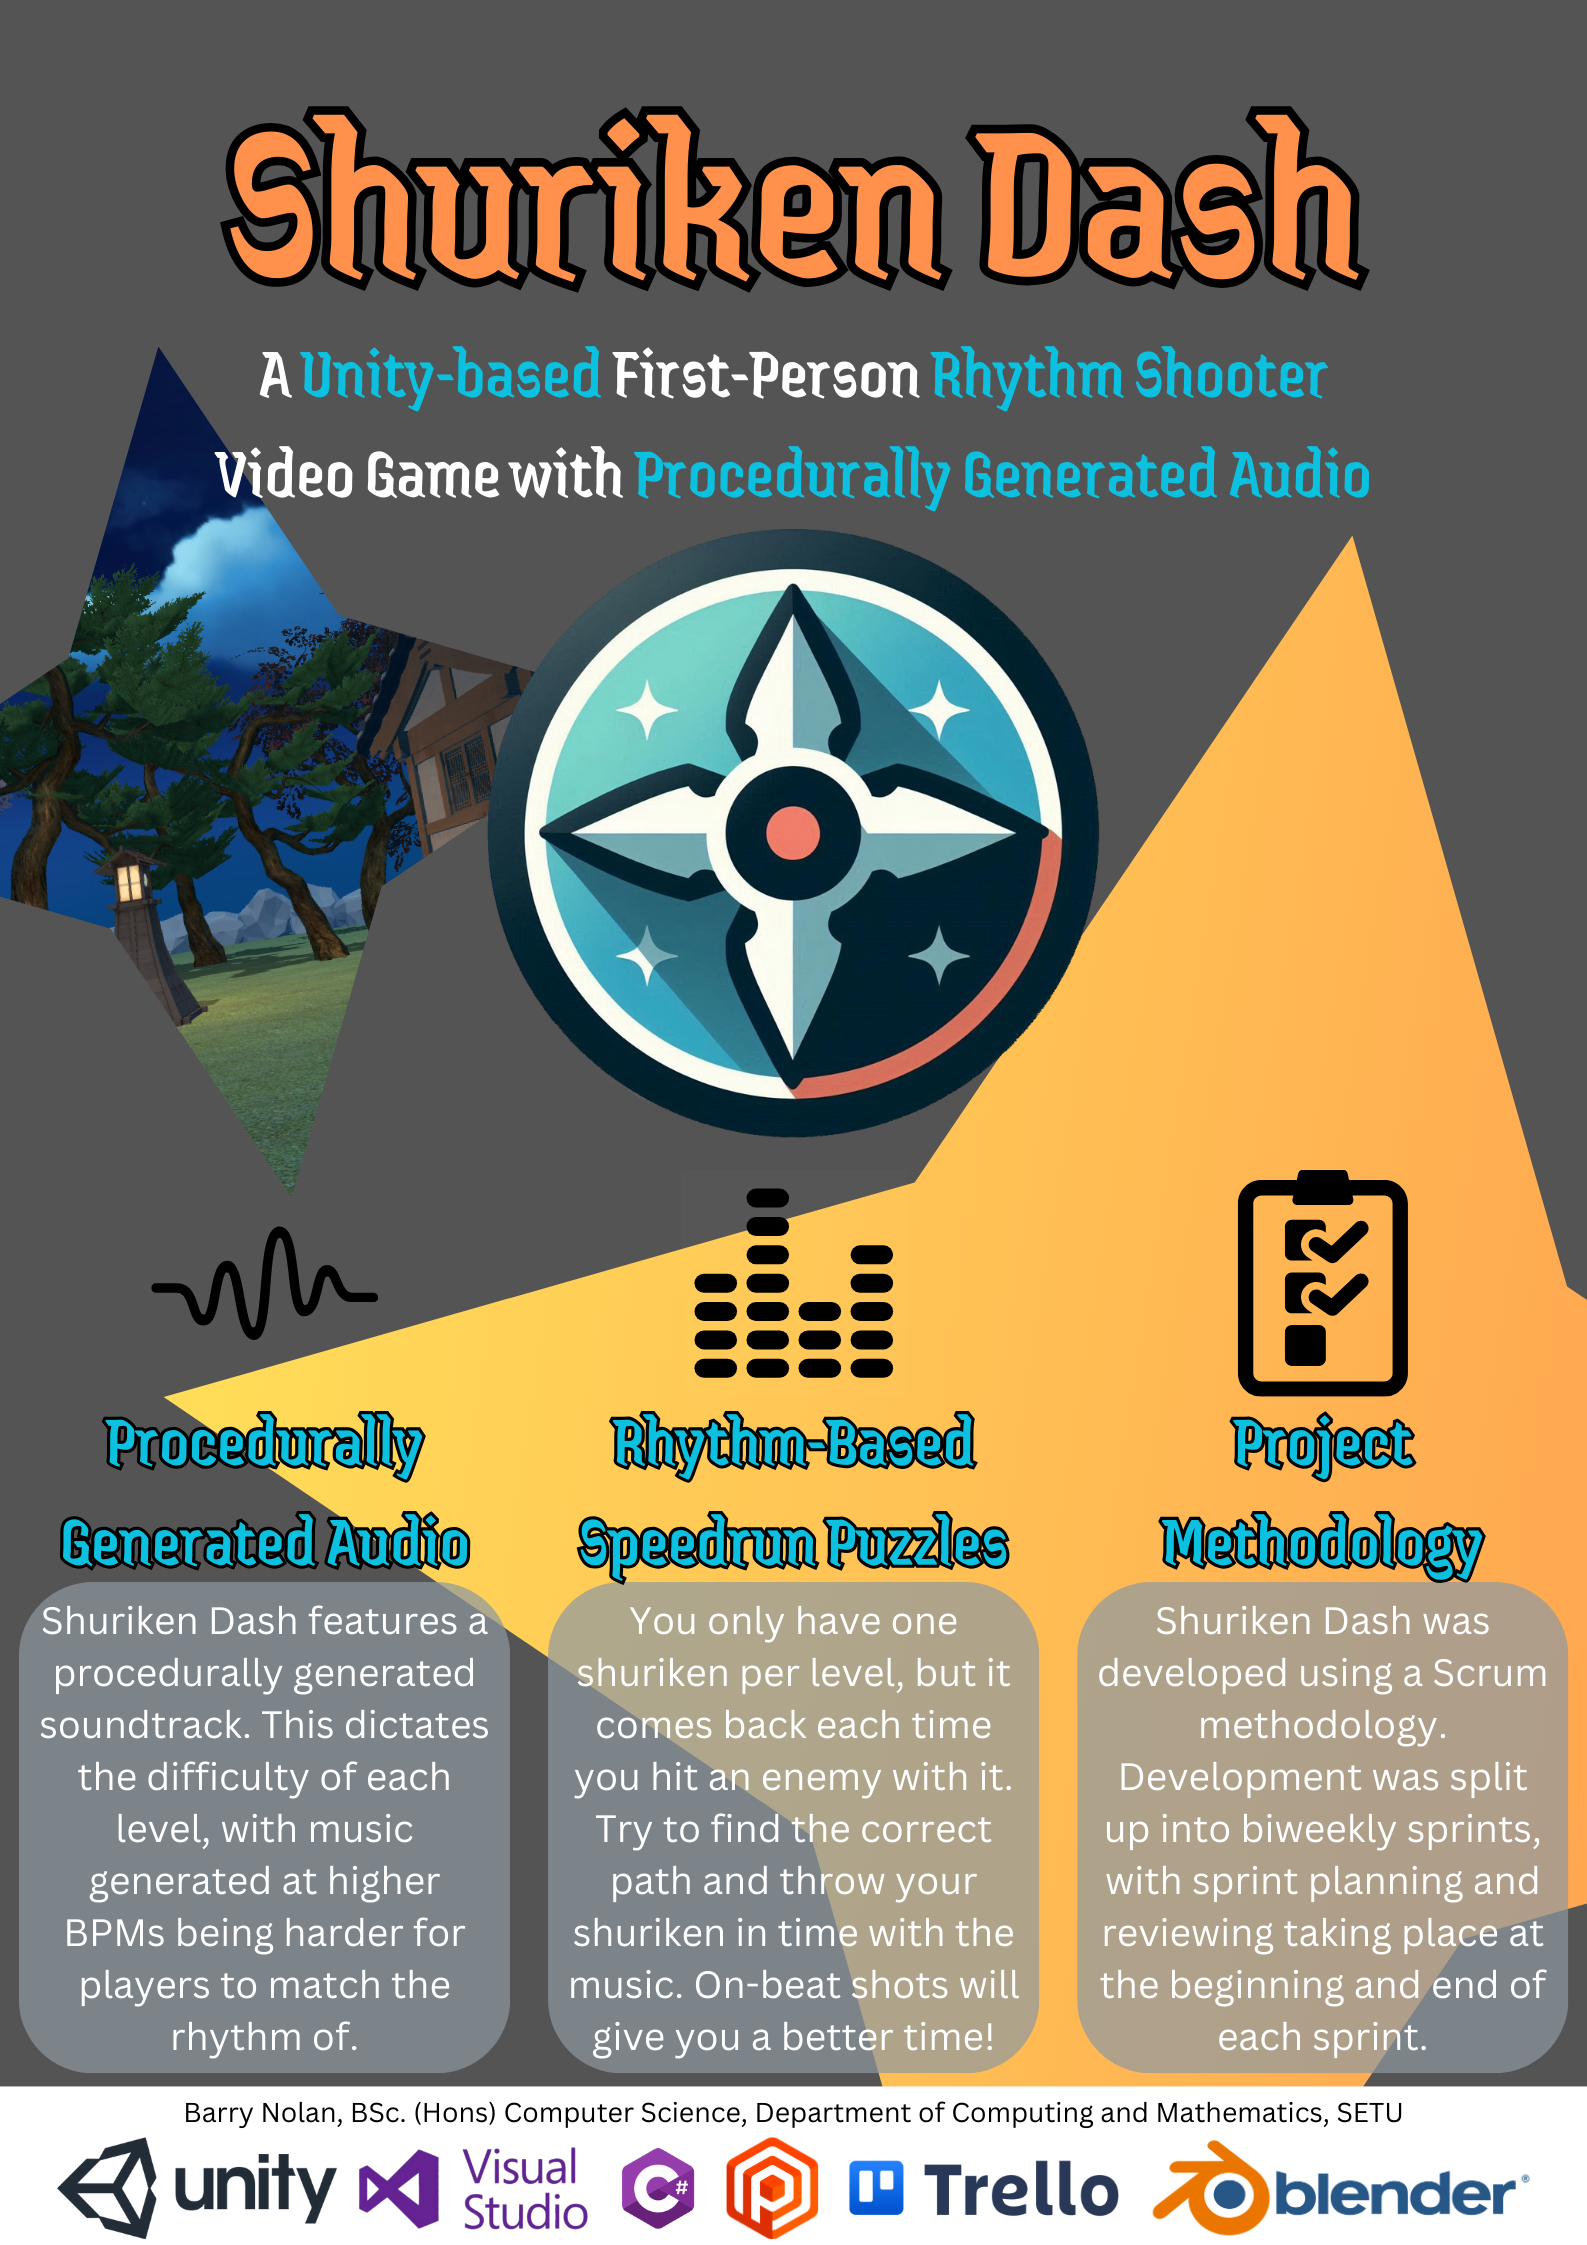 Shuriken Dash
A Unity-based First-Person Rhythm Shooter
Video Game with Procedurally Generated Audio
Procedurally
Generated Audio
Shuriken Dash features a
procedurally generated
soundtrack. This dictates
the difficulty of each
level, with music
generated at higher
BPMs being harder for
players to match the
rhythm of.
Rhythm-Based
Speedrun Puzzles
You only have one
shuriken per level, but it
comes back each time
you hit an enemy with it.
Try to find the correct
path and throw your
shuriken in time with the
music. On-beat shots will
give you a better time!
Project
Methodology
Shuriken Dash was
developed using a Scrum
methodology.
Development was split
up into biweekly sprints,
with sprint planning and
reviewing taking place at
the beginning and end of
each sprint.
Barry Nolan, BSc. (Hons) Computer Science, Department of Computing and Mathematics, SETU
unity
Visual
Studio
C#
Trello
blender®